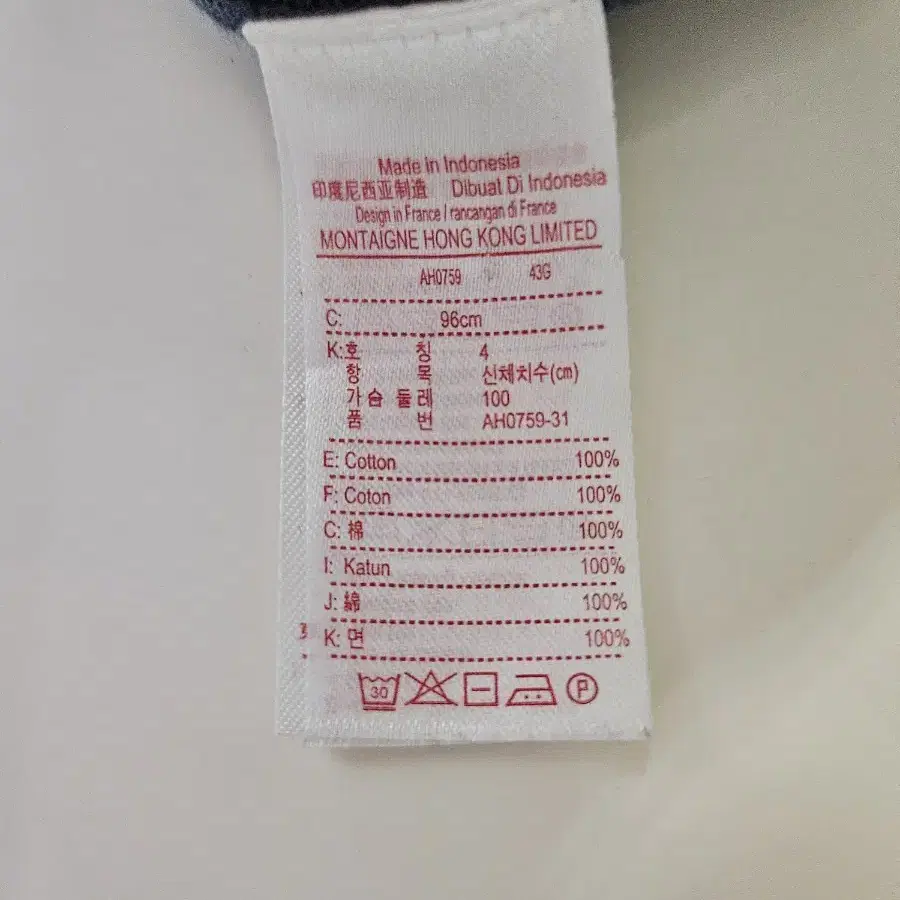 Made in Indonesia
印度尼西亚制造 Dibuat Di Indonesia
Design in France / rancangan di France
MONTAIGNE HONG KONG LIMITED
AH0759 43G
C: 96cm
K:호 칭 4
항 목 신체치수(cm)
가슴 둘레 100
품 번 AH0759-31
E: Cotton 100%
F: Coton 100%
C: 棉 100%
I: Katun 100%
J: 綿 100%
K: 면 100%
30 P